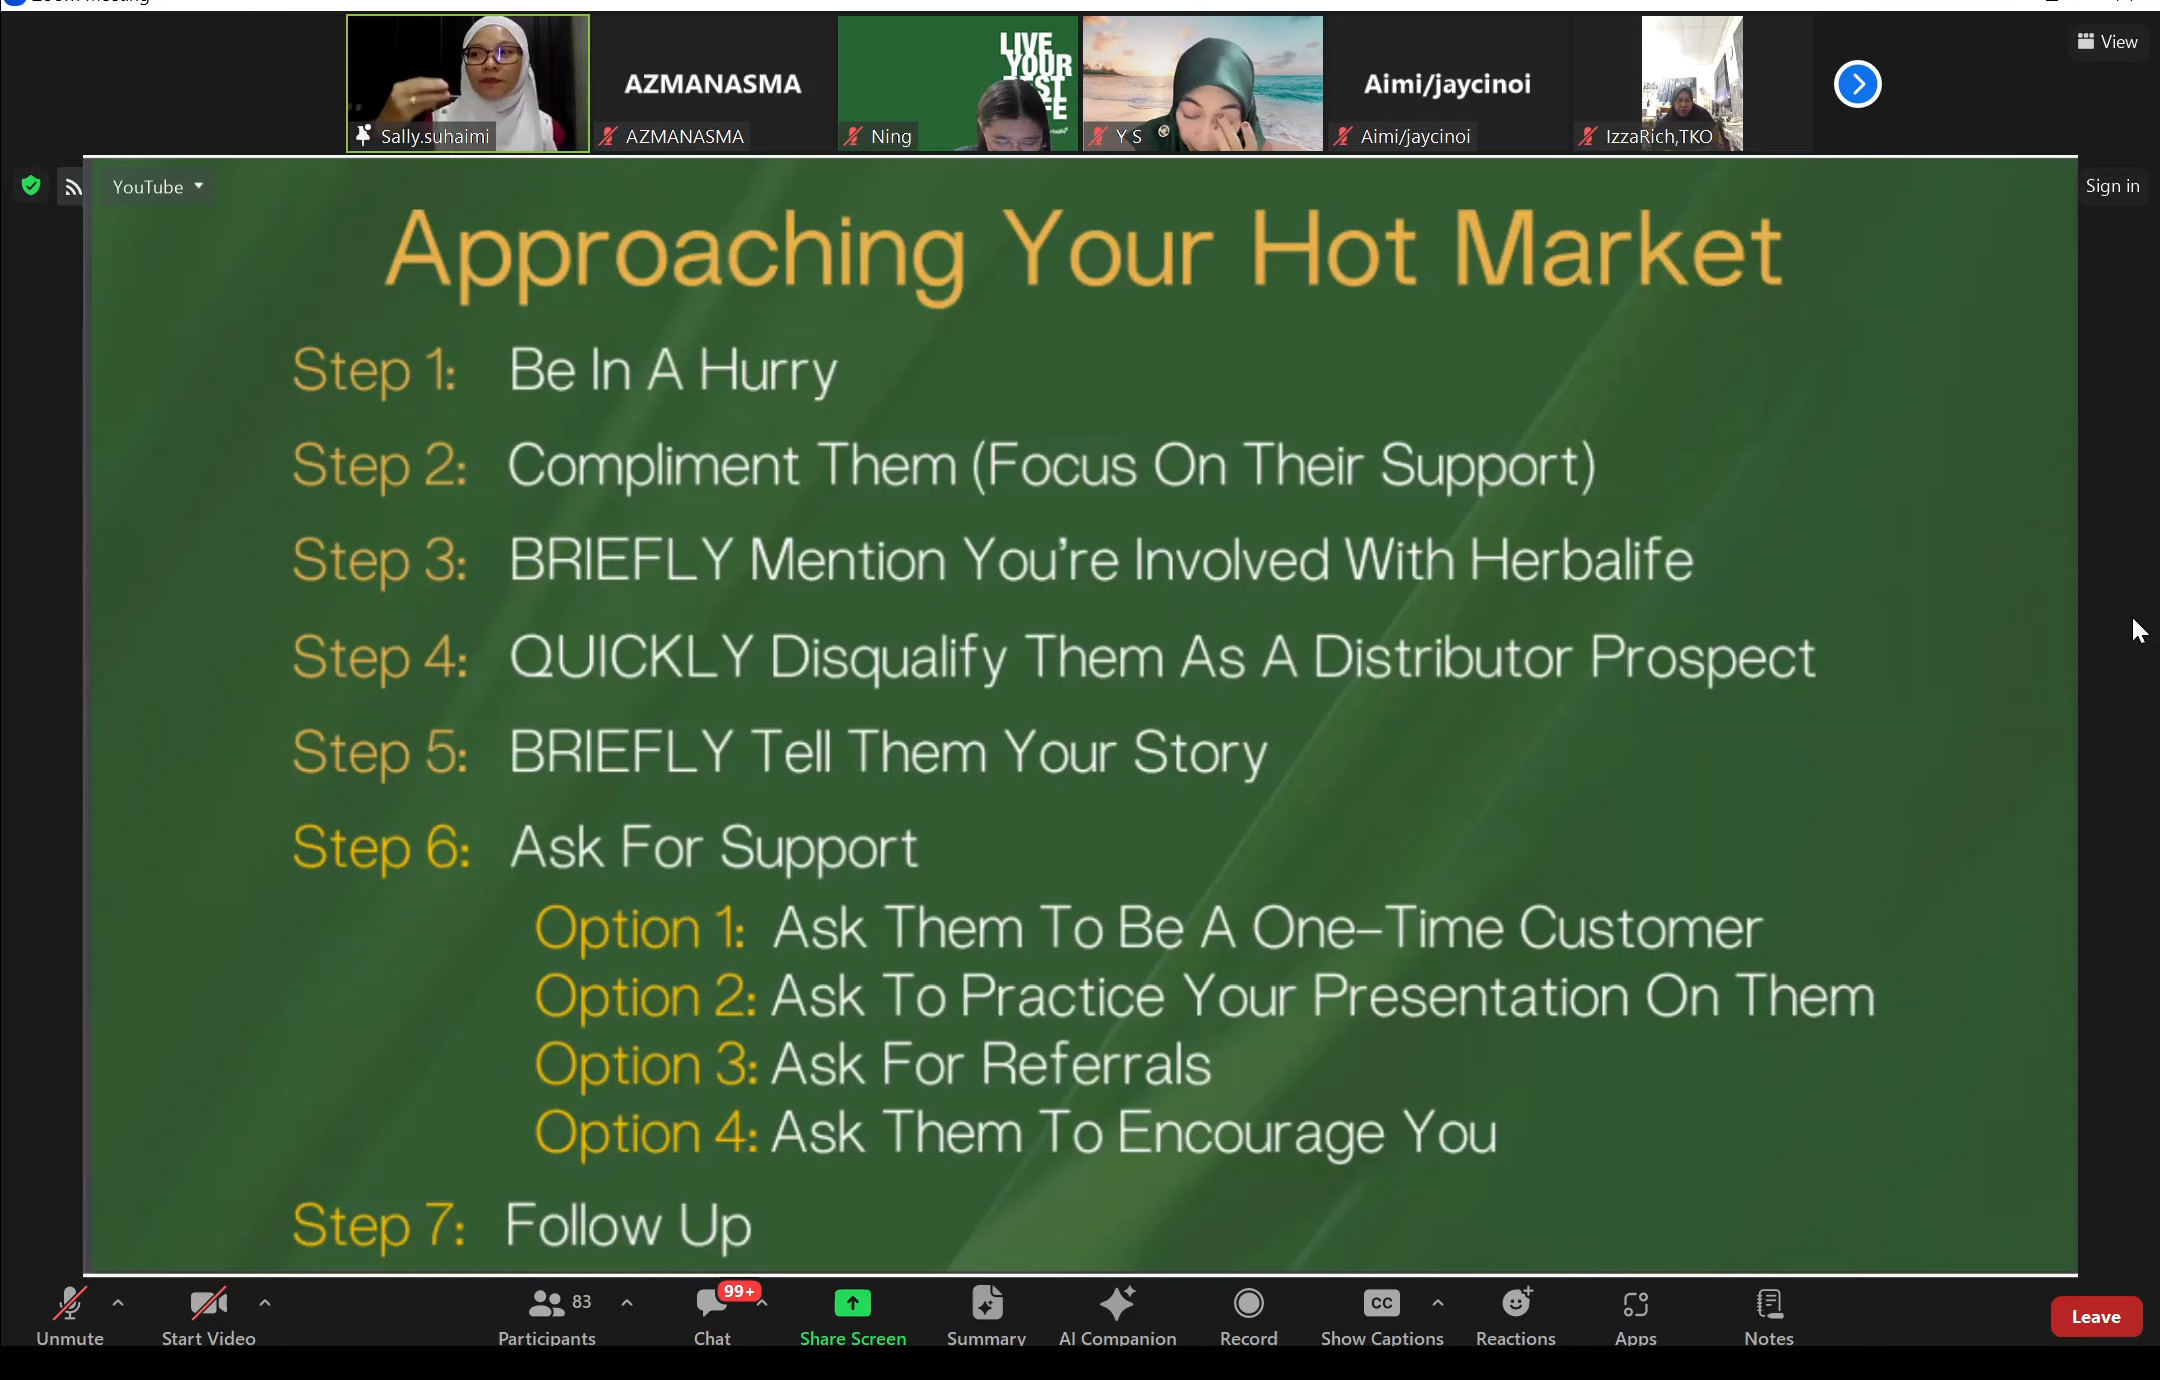 View
AZMANASMA
Aimi/jaycinoi
LIVE
YOUR
Sally.suhaimi
AZMANASMA
Ning
Y S
Aimi/jaycinoi
IzzaRich,TKO
YouTube
Sign in
Approaching Your Hot Market
Step 1: Be In A Hurry
Step 2: Compliment Them (Focus On Their Support)
Step 3: BRIEFLY Mention You're Involved With Herbalife
Step 4: QUICKLY Disqualify Them As A Distributor Prospect
Step 5: BRIEFLY Tell Them Your Story
Step 6: Ask For Support
Option 1: Ask Them To Be A One-Time Customer
Option 2: Ask To Practice Your Presentation On Them
Option 3: Ask For Referrals
Option 4: Ask Them To Encourage You
Step 7: Follow Up
83
99+
CC
Unmute
Start Video
Participants
Chat
Share Screen
Summary
AI Companion
Record
Show Captions
Reactions
Apps
Notes
Leave